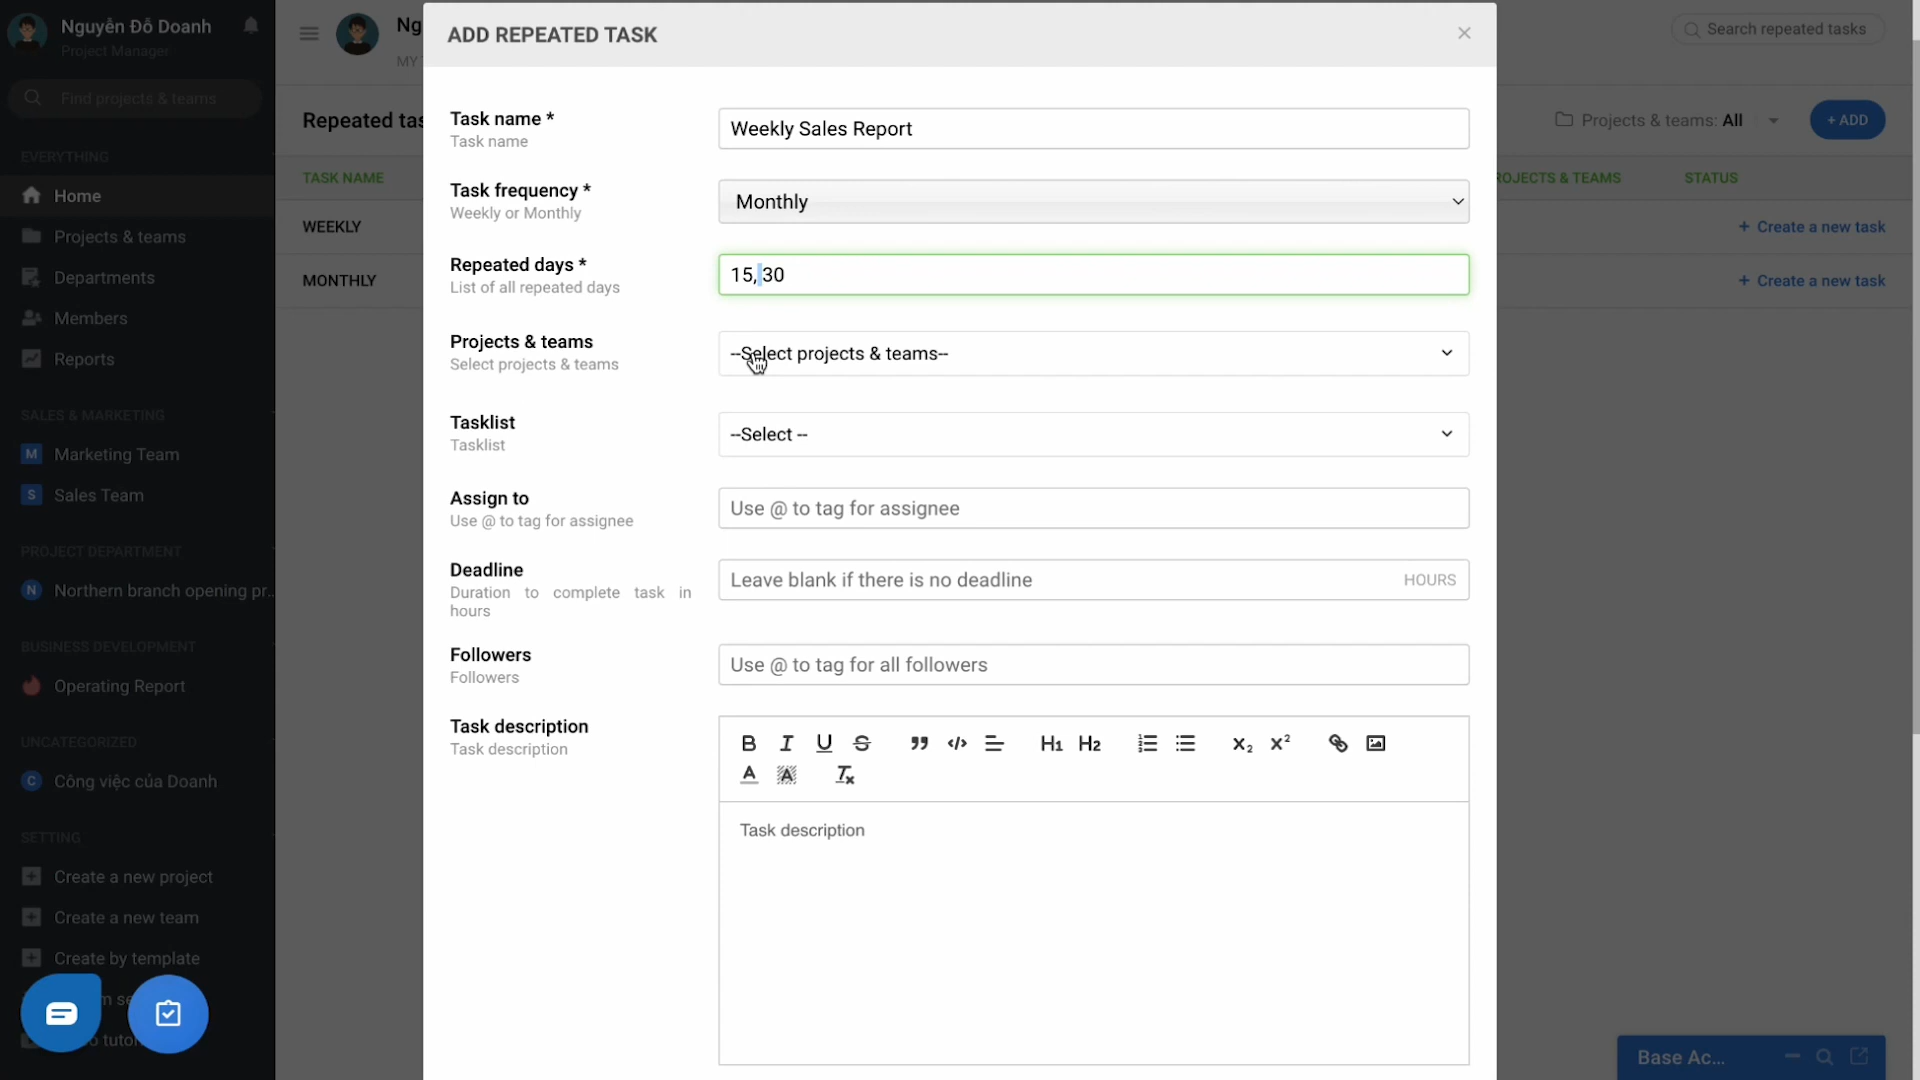 Nguyễn Đỗ Doanh
Project Manager
Find projects & teams
EVERYTHING
Home
Projects & teams
Departments
Members
Reports
SALES & MARKETING
M Marketing Team
S Sales Team
PROJECT DEPARTMENT
N Northern branch opening pr...
BUSINESS DEVELOPMENT
Operating Report
UNCATEGORIZED
C Công việc của Doanh
SETTING
Create a new project
Create a new team
Create by template
Ng
MY
Search repeated tasks
Repeated tas
Projects & teams: All
+ ADD
TASK NAME
ROJECTS & TEAMS
STATUS
WEEKLY
+ Create a new task
MONTHLY
+ Create a new task
ADD REPEATED TASK
Task name *
Task name
Weekly Sales Report
Task frequency *
Weekly or Monthly
Monthly
Repeated days *
List of all repeated days
15, 30
Projects & teams
Select projects & teams
--Select projects & teams--
Tasklist
Tasklist
--Select --
Assign to
Use @ to tag for assignee
Use @ to tag for assignee
Deadline
Duration to complete task in
hours
Leave blank if there is no deadline
HOURS
Followers
Followers
Use @ to tag for all followers
Task description
Task description
B I U S H1 H2 X2 X2
A A Tx
Task description
Base Ac...